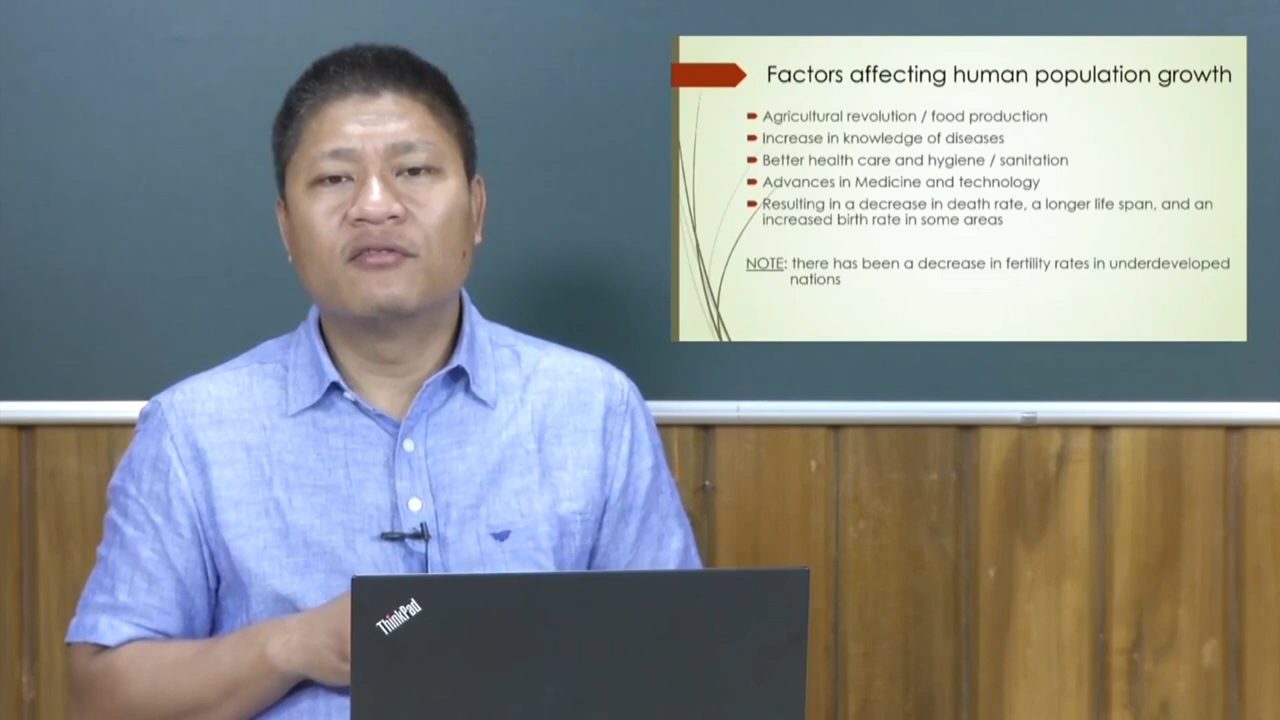 Factors affecting human population growth
Agricultural revolution / food production
Increase in knowledge of diseases
Better health care and hygiene / sanitation
Advances in Medicine and technology
Resulting in a decrease in death rate, a longer life span, and an
increased birth rate in some areas
NOTE: there has been a decrease in fertility rates in underdeveloped
nations
ThinkPad